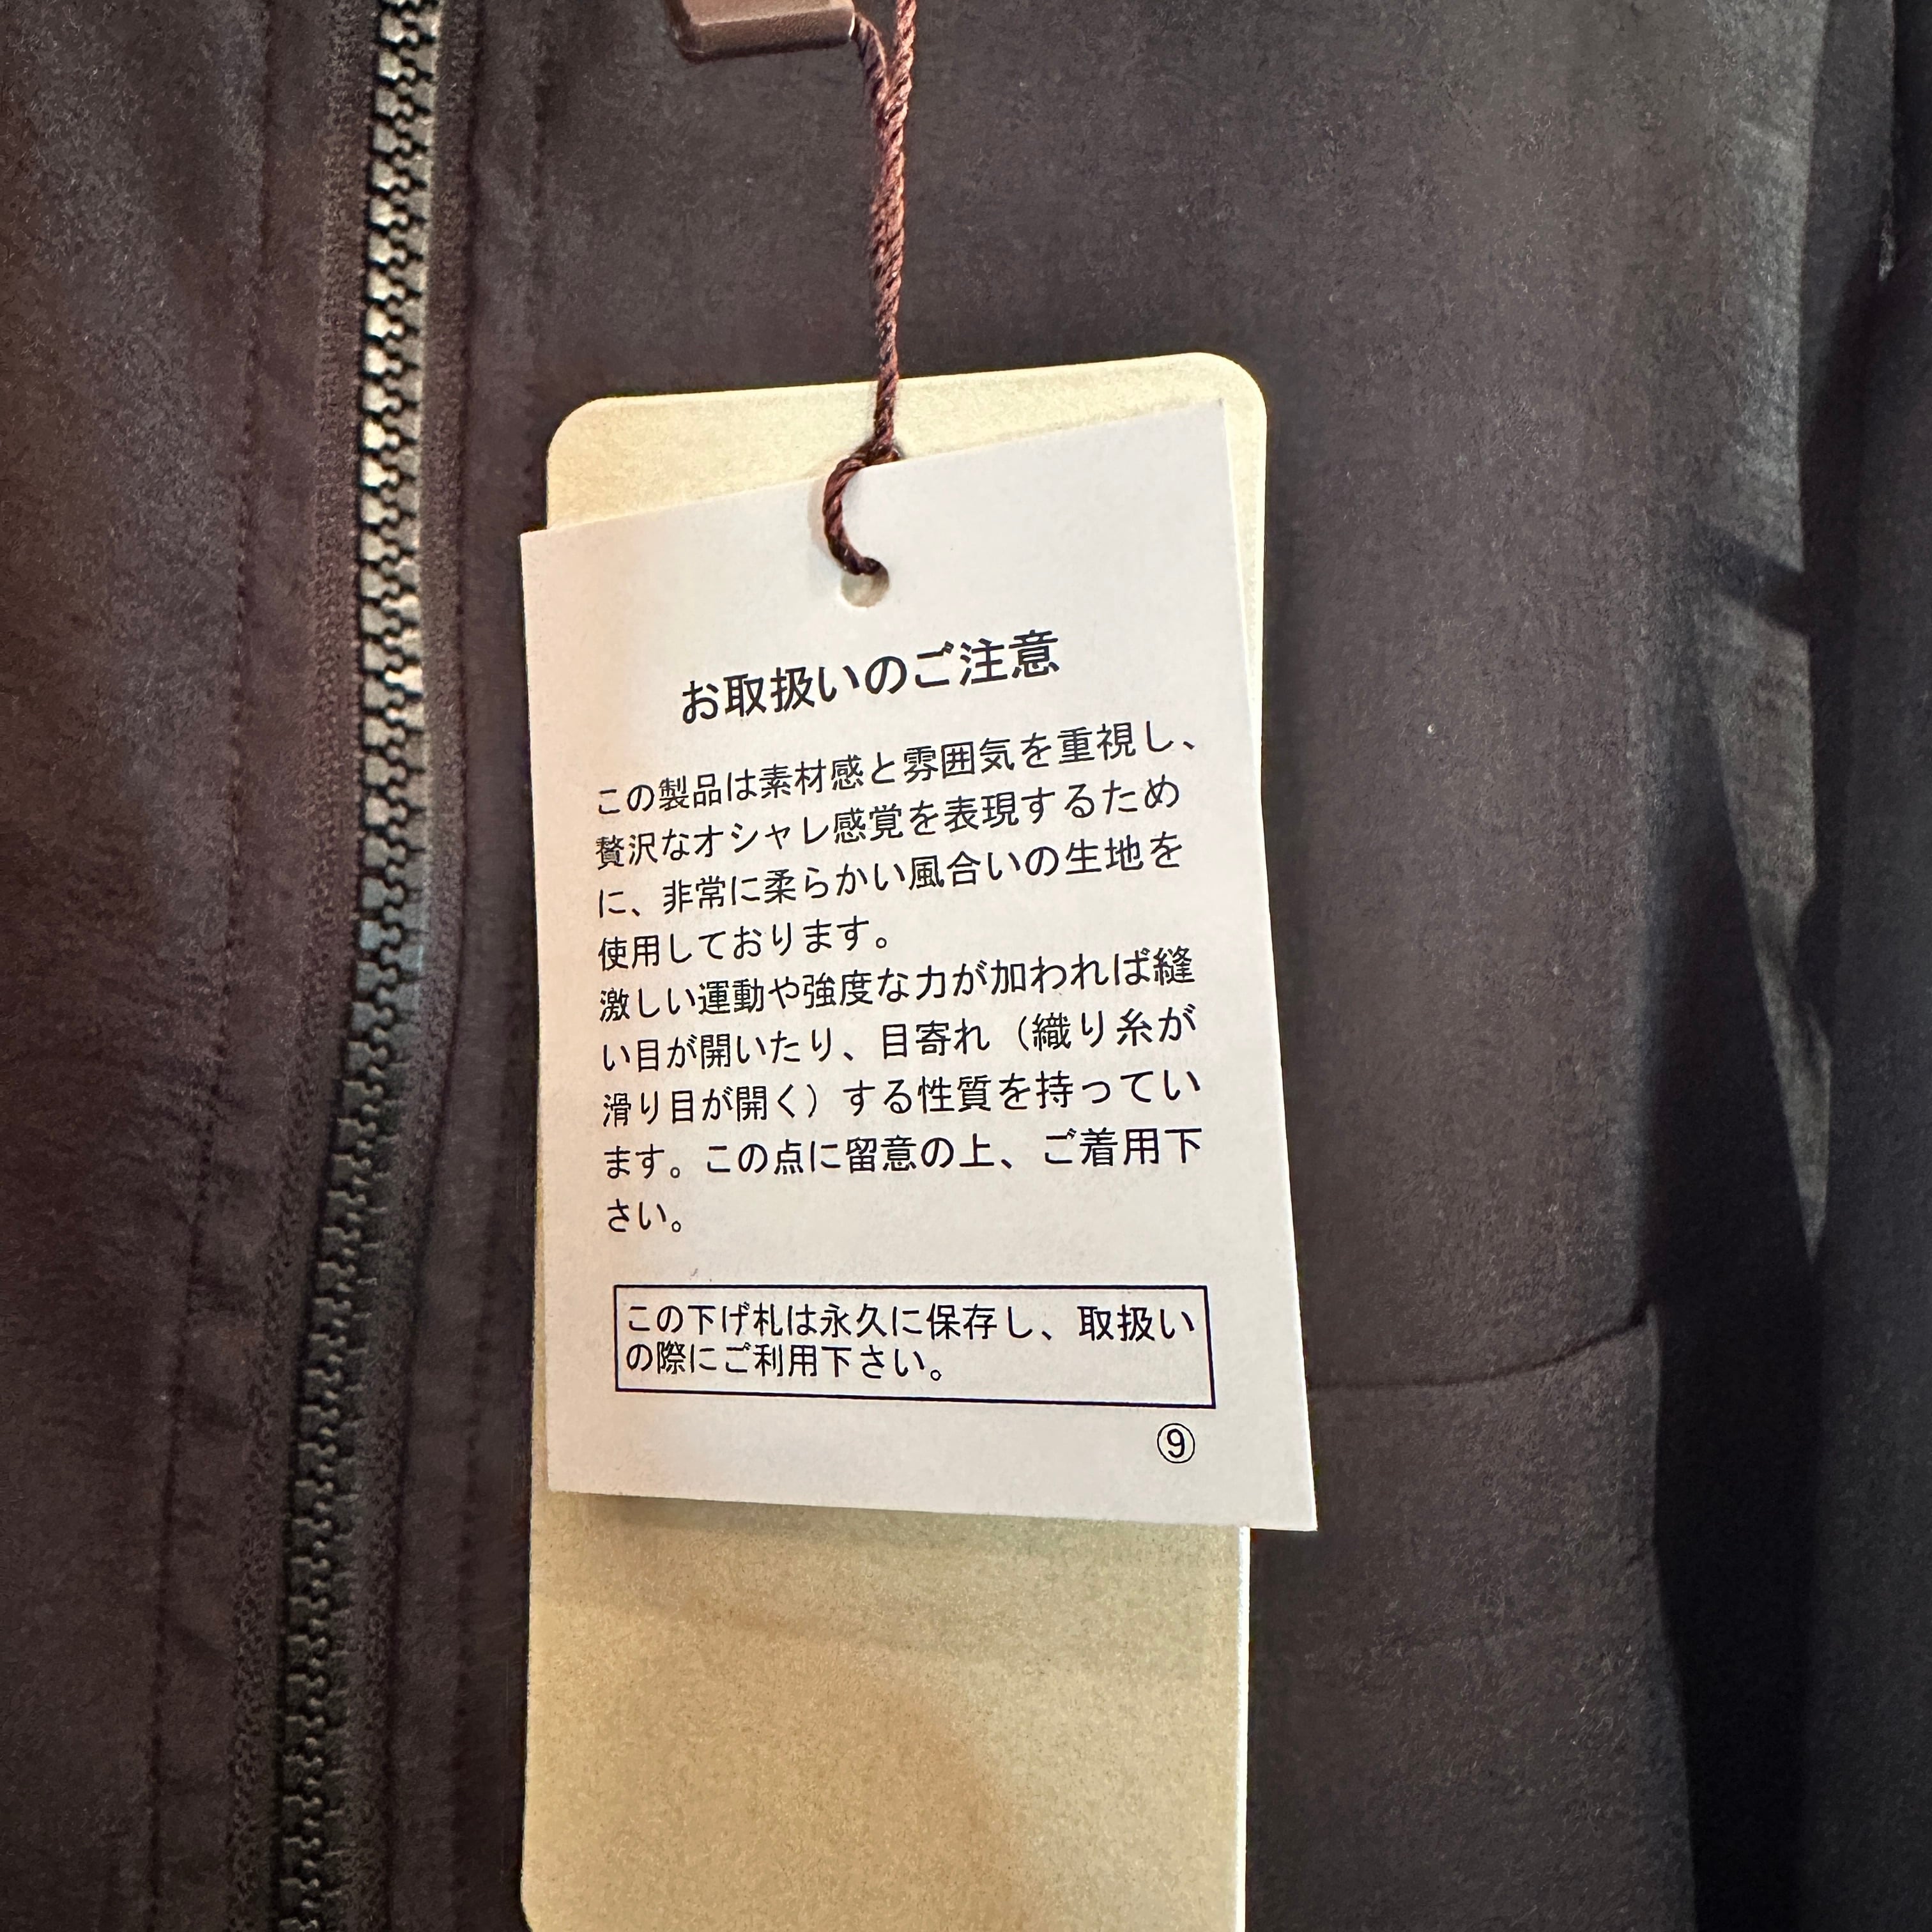 お取扱いのご注意
この製品は素材感と雰囲気を重視し、
贅沢なオシャレ感覚を表現するため
に、非常に柔らかい風合いの生地を
使用しております。
激しい運動や強度な力が加われば縫
い目が開いたり、目寄れ（織り糸が
滑り目が開く）する性質を持ってい
ます。この点に留意の上、ご着用下
さい。
この下げ札は永久に保存し、取扱い
の際にご利用下さい。
⑨